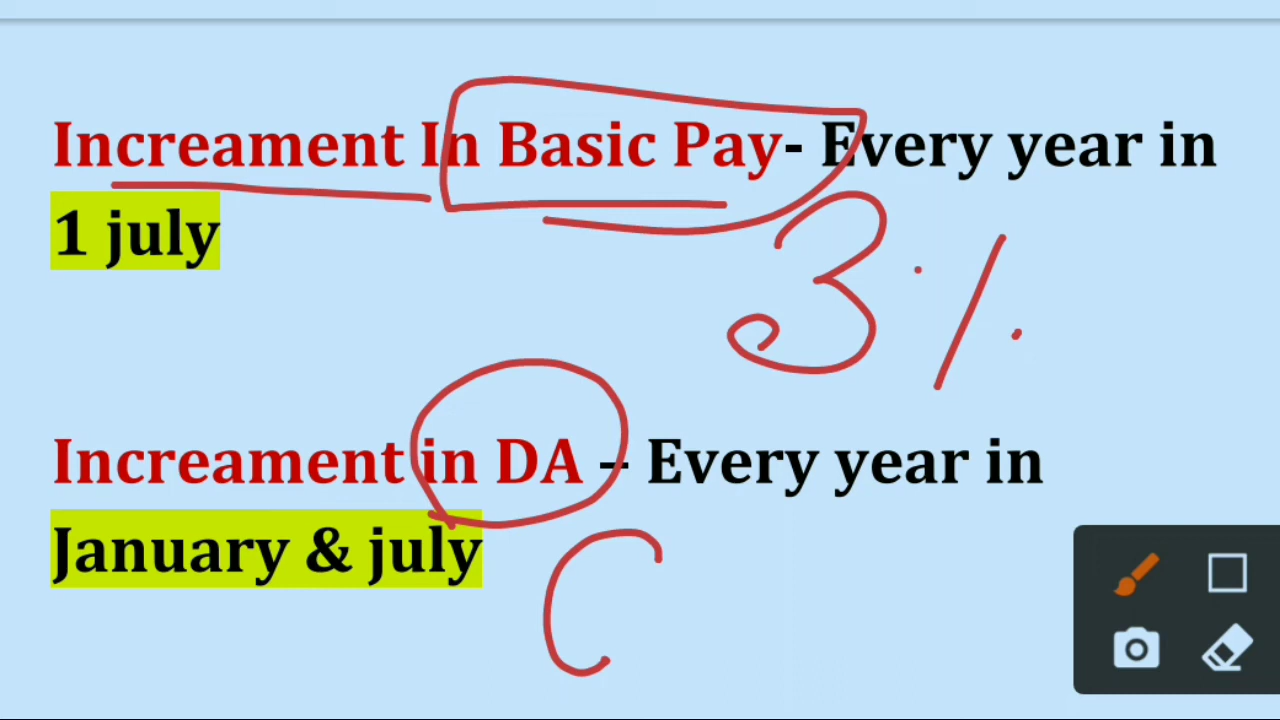 Increament In Basic Pay- Every year in
1 july
3%
Increament in DA – Every year in
January & july
C